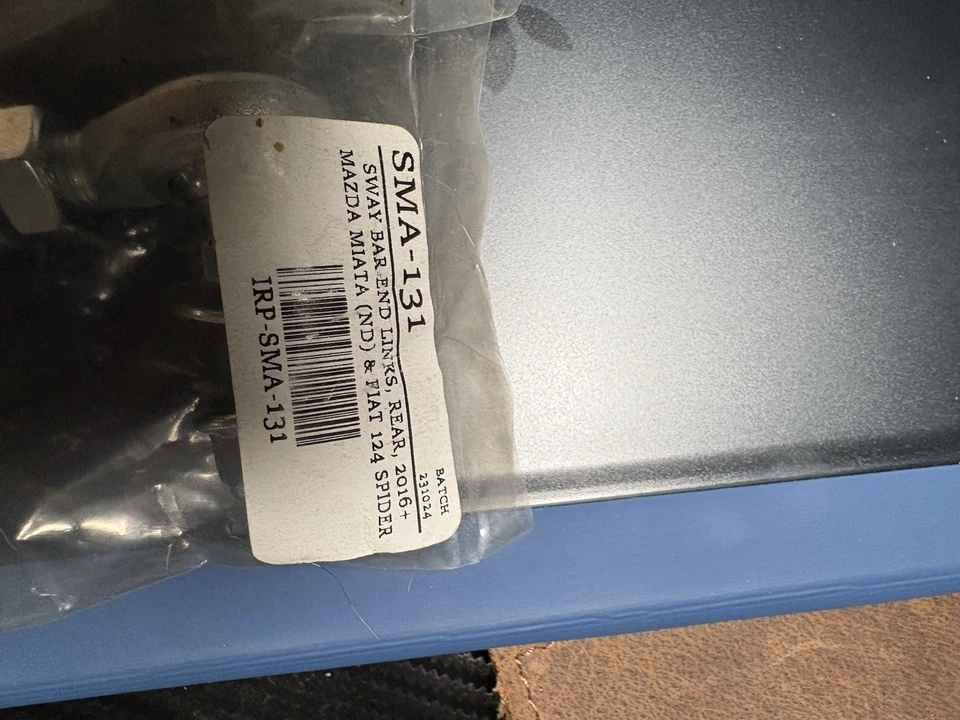 SMA-131
BATCH
231024
SWAY BAR END LINKS, REAR, 2016+
MAZDA MIATA (ND) & FIAT 124 SPIDER
IRP-SMA-131